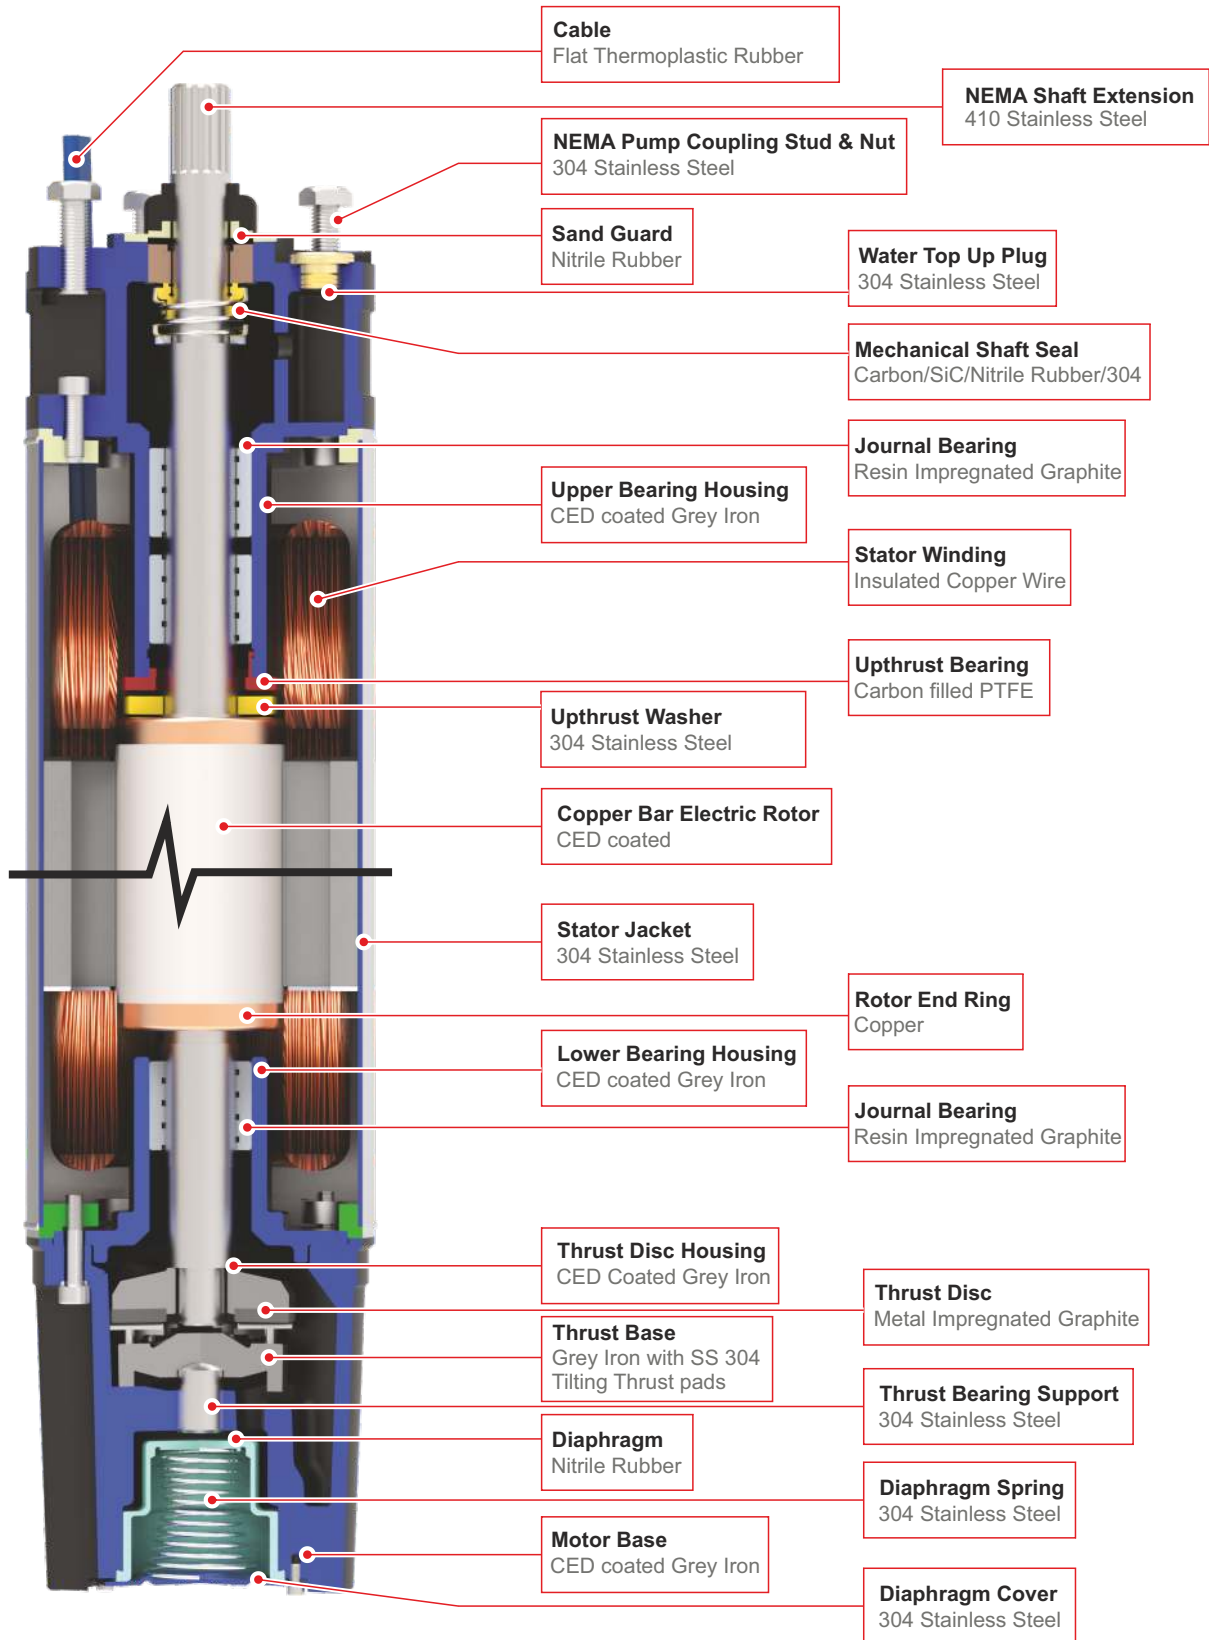 Cable
Flat Thermoplastic Rubber
NEMA Shaft Extension
410 Stainless Steel
NEMA Pump Coupling Stud & Nut
304 Stainless Steel
Sand Guard
Nitrile Rubber
Water Top Up Plug
304 Stainless Steel
Mechanical Shaft Seal
Carbon/SiC/Nitrile Rubber/304
Journal Bearing
Resin Impregnated Graphite
Upper Bearing Housing
CED coated Grey Iron
Stator Winding
Insulated Copper Wire
Upthrust Bearing
Carbon filled PTFE
Upthrust Washer
304 Stainless Steel
Copper Bar Electric Rotor
CED coated
Stator Jacket
304 Stainless Steel
Rotor End Ring
Copper
Lower Bearing Housing
CED coated Grey Iron
Journal Bearing
Resin Impregnated Graphite
Thrust Disc Housing
CED Coated Grey Iron
Thrust Disc
Metal Impregnated Graphite
Thrust Base
Grey Iron with SS 304
Tilting Thrust pads
Thrust Bearing Support
304 Stainless Steel
Diaphragm
Nitrile Rubber
Diaphragm Spring
304 Stainless Steel
Motor Base
CED coated Grey Iron
Diaphragm Cover
304 Stainless Steel